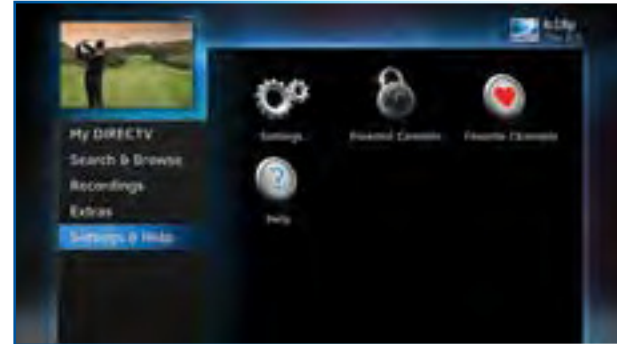 My DIRECTV
Search & Browse
Recordings
Extras
Settings & Help
Settings
Parental Controls
Favorite Channels
Help